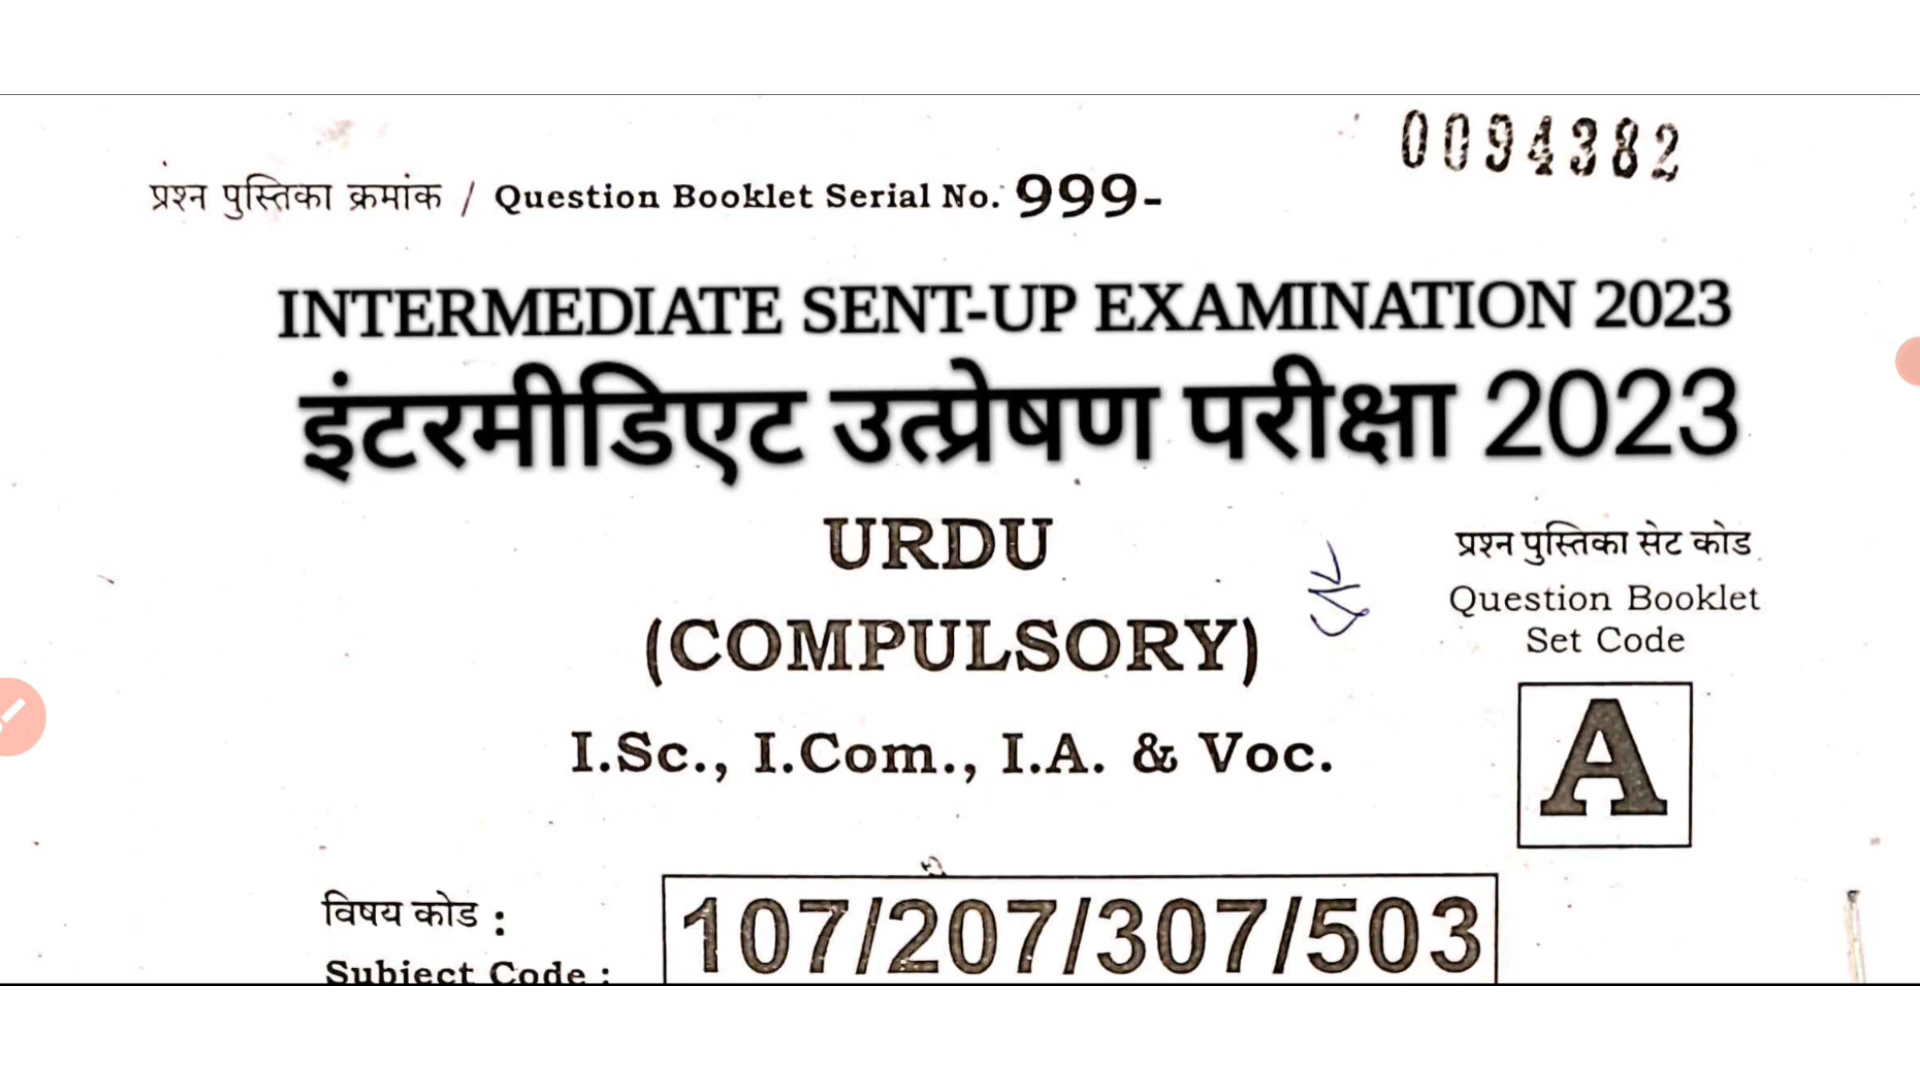 0094382
प्रश्न पुस्तिका क्रमांक / Question Booklet Serial No. 999-
INTERMEDIATE SENT-UP EXAMINATION 2023
इंटरमीडिएट उत्प्रेषण परीक्षा 2023
URDU
(COMPULSORY)
I.Sc., I.Com., I.A. & Voc.
प्रश्न पुस्तिका सेट कोड
Question Booklet
Set Code
A
विषय कोड :
Subject Code :
107/207/307/503